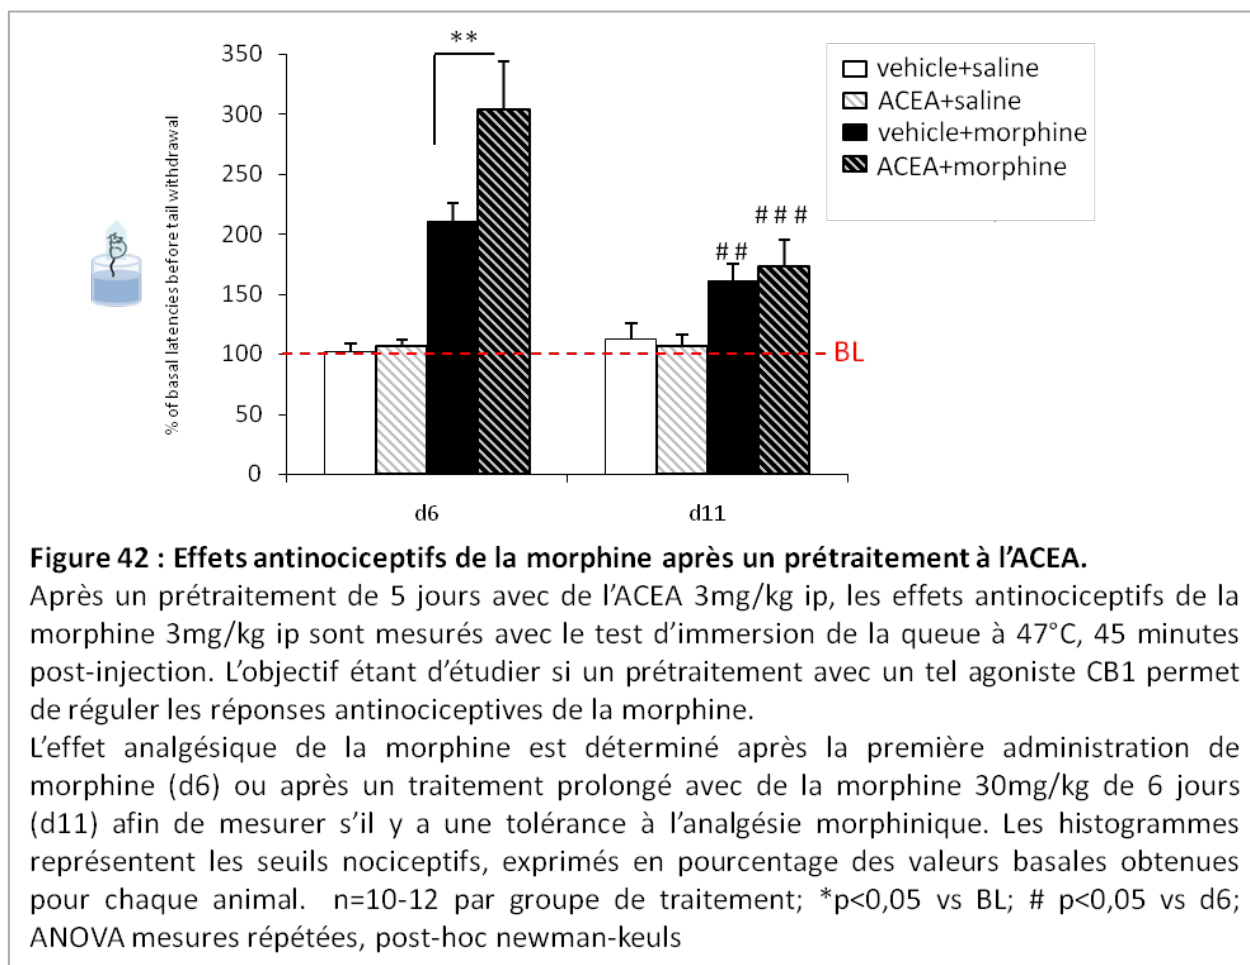 350
300
250
200
150
100
50
0
% of basal latencies before tail withdrawal
**
##
###
BL
d6
d11
vehicle+saline
ACEA+saline
vehicle+morphine
ACEA+morphine
Figure 42 : Effets antinociceptifs de la morphine après un prétraitement à l’ACEA.
Après un prétraitement de 5 jours avec de l’ACEA 3mg/kg ip, les effets antinociceptifs de la
morphine 3mg/kg ip sont mesurés avec le test d’immersion de la queue à 47°C, 45 minutes
post-injection. L’objectif étant d’étudier si un prétraitement avec un tel agoniste CB1 permet
de réguler les réponses antinociceptives de la morphine.
L’effet analgésique de la morphine est déterminé après la première administration de
morphine (d6) ou après un traitement prolongé avec de la morphine 30mg/kg de 6 jours
(d11) afin de mesurer s’il y a une tolérance à l’analgésie morphinique. Les histogrammes
représentent les seuils nociceptifs, exprimés en pourcentage des valeurs basales obtenues
pour chaque animal. n=10-12 par groupe de traitement; *p<0,05 vs BL; # p<0,05 vs d6;
ANOVA mesures répétées, post-hoc newman-keuls